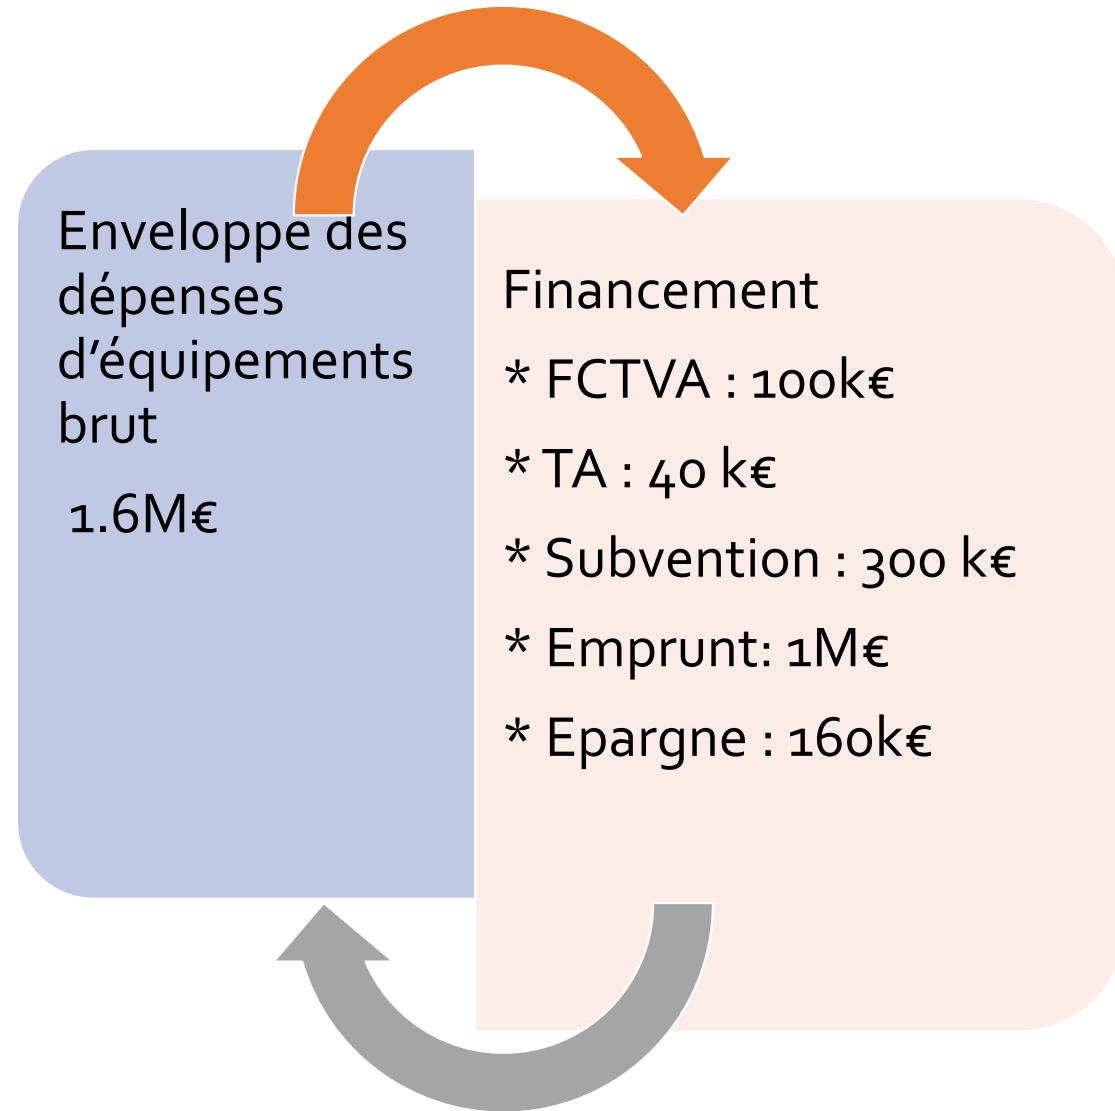 Enveloppe des
dépenses
d’équipements
brut
1.6M€
Financement
* FCTVA : 100k€
* TA : 40 k€
* Subvention : 300 k€
* Emprunt: 1M€
* Epargne : 160k€